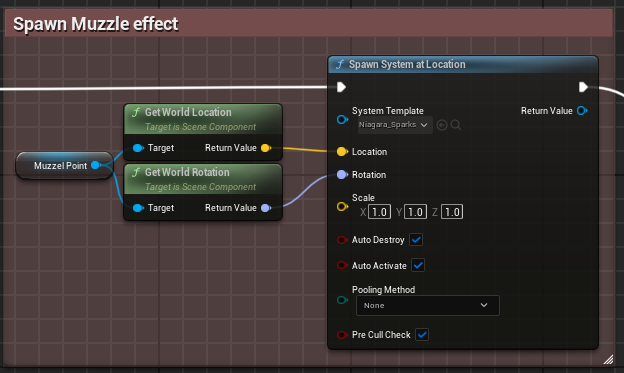 Spawn Muzzle effect
Spawn System at Location
System Template
Niagara_Sparks
Return Value
Get World Location
Target is Scene Component
Target
Return Value
Location
Muzzel Point
Get World Rotation
Target is Scene Component
Target
Return Value
Rotation
Scale
X 1.0 Y 1.0 Z 1.0
Auto Destroy
Auto Activate
Pooling Method
None
Pre Cull Check